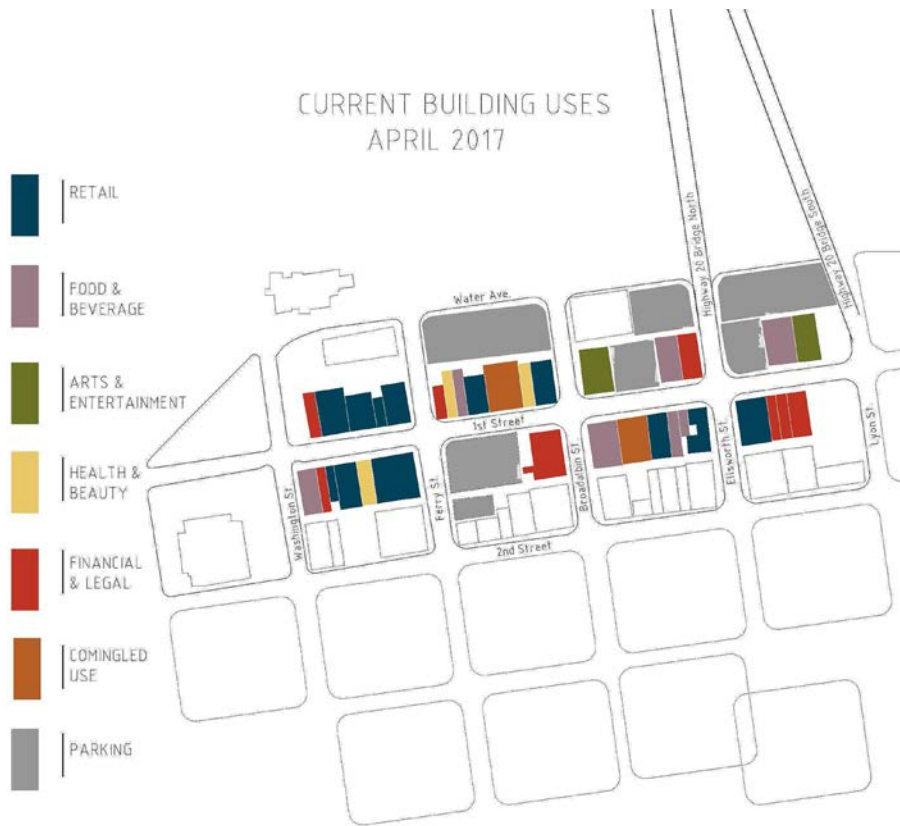 CURRENT BUILDING USES
APRIL 2017
RETAIL
FOOD &
BEVERAGE
ARTS &
ENTERTAINMENT
HEALTH &
BEAUTY
FINANCIAL
& LEGAL
COMINGLED
USE
PARKING
Highway 20 Bridge North
Highway 20 Bridge South
Water Ave.
1st Street
2nd Street
Washington St.
Ferry St.
Broadalbin St.
Ellsworth St.
Lyon St.